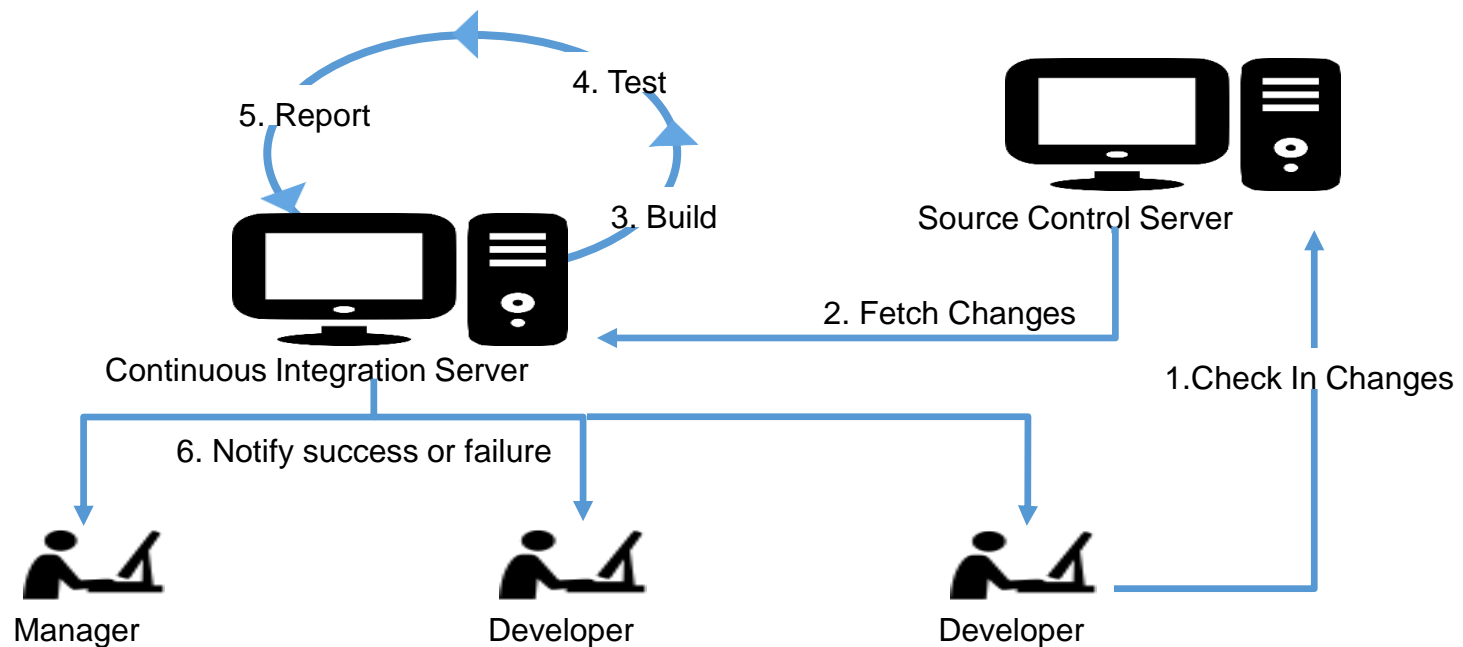 4. Test
5. Report
3. Build
Source Control Server
2. Fetch Changes
Continuous Integration Server
1.Check In Changes
6. Notify success or failure
Manager
Developer
Developer